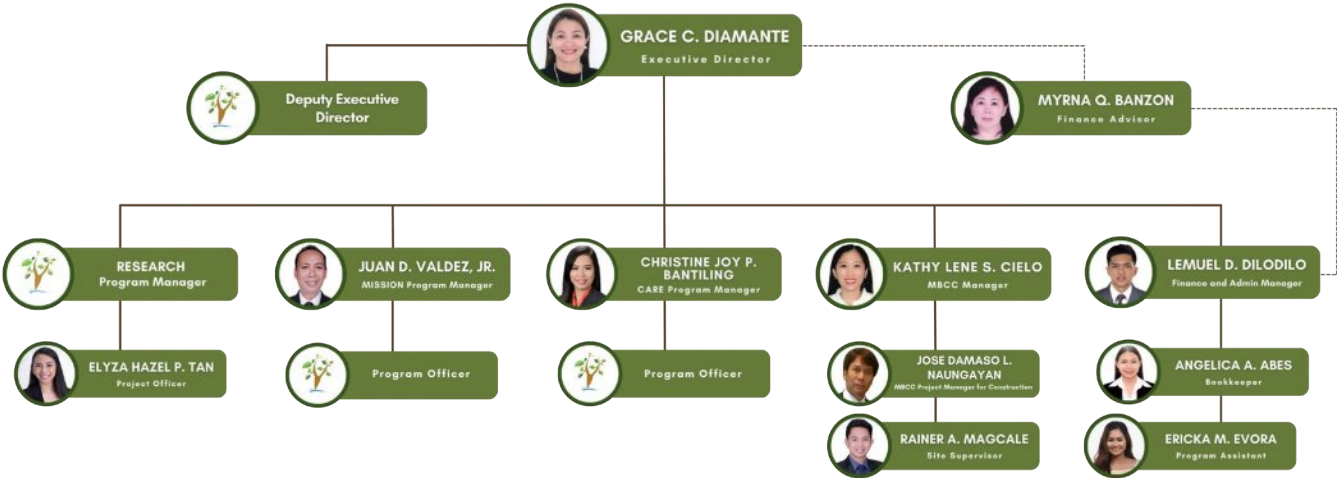 GRACE C. DIAMANTE
Executive Director
Deputy Executive
Director
MYRNA Q. BANZON
Finance Advisor
RESEARCH
Program Manager
JUAN D. VALDEZ, JR.
MISSION Program Manager
CHRISTINE JOY P.
BANTILING
CARE Program Manager
KATHY LENE S. CIELO
MBCC Manager
LEMUEL D. DILODILO
Finance and Admin Manager
ELYZA HAZEL P. TAN
Project Officer
Program Officer
Program Officer
JOSE DAMASO L.
NAUNGAYAN
MBCC Project Manager for Construction
ANGELICA A. ABES
Bookkeeper
RAINER A. MAGCALE
Site Supervisor
ERICKA M. EVORA
Program Assistant